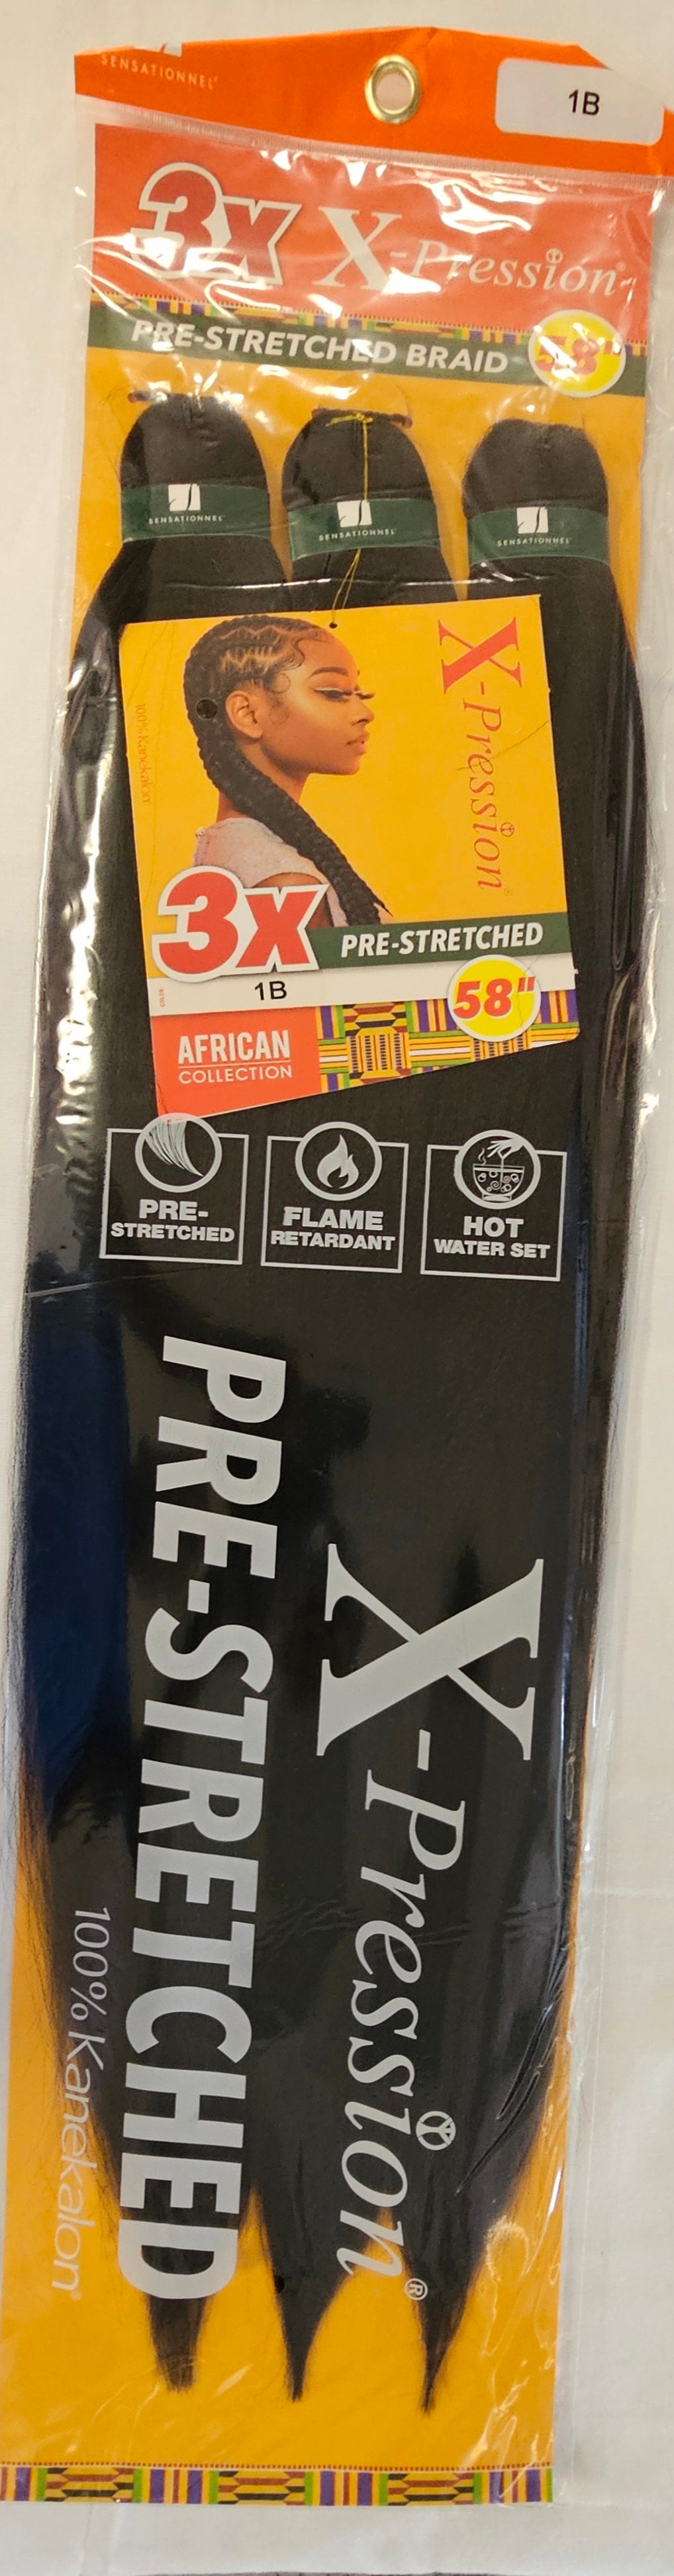 SENSATIONNEL®
1B
3x X-Pression®
PRE-STRETCHED BRAID 58"
SENSATIONNEL®
SENSATIONNEL®
SENSATIONNEL®
X-Pression®
100% Kanekalon
3x PRE-STRETCHED
COLOR 1B
58"
AFRICAN
COLLECTION
PRE-
STRETCHED
FLAME
RETARDANT
HOT
WATER SET
X-Pression®
PRE-STRETCHED
100% Kanekalon®